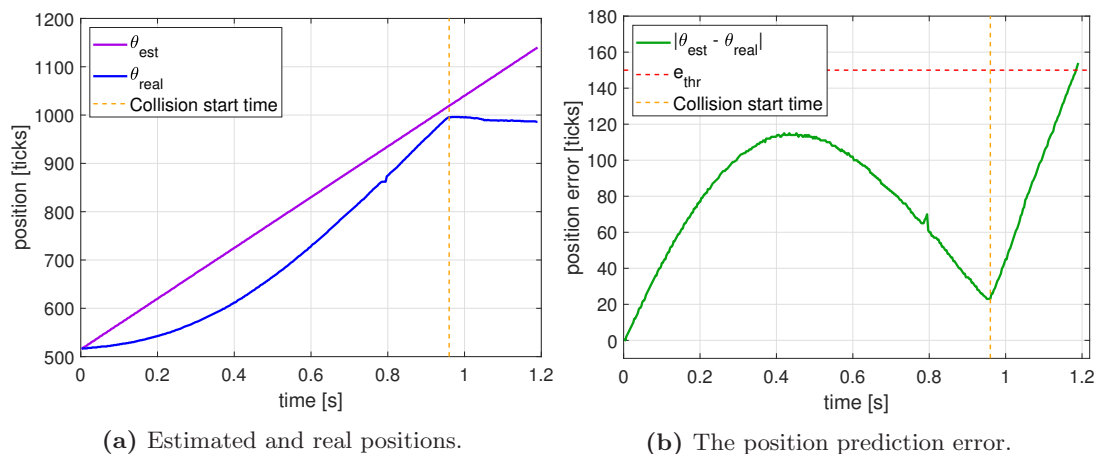 1200
1100
1000
900
800
700
600
500
0
0.2
0.4
0.6
0.8
1
1.2
position [ticks]
time [s]
θest
θreal
Collision start time
(a) Estimated and real positions.
180
160
140
120
100
80
60
40
20
0
0
0.2
0.4
0.6
0.8
1
1.2
position error [ticks]
time [s]
|θest - θreal|
ethr
Collision start time
(b) The position prediction error.